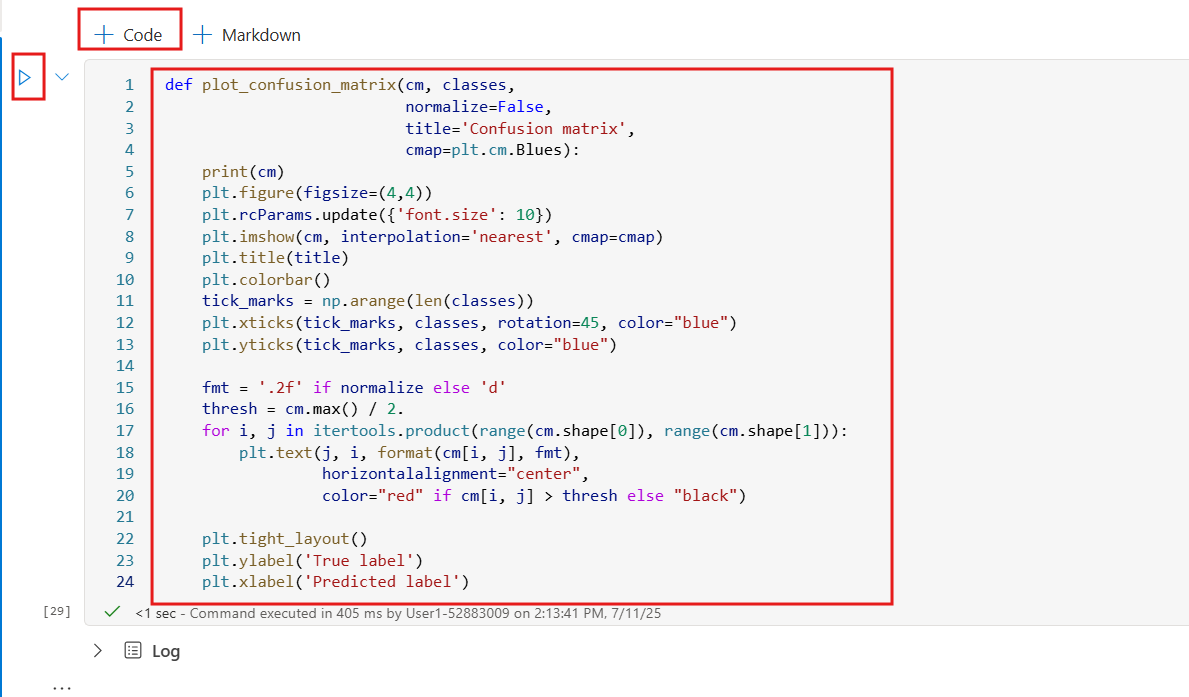 Code Markdown
1 def plot_confusion_matrix(cm, classes,
2                           normalize=False,
3                           title='Confusion matrix',
4                           cmap=plt.cm.Blues):
5     print(cm)
6     plt.figure(figsize=(4,4))
7     plt.rcParams.update({'font.size': 10})
8     plt.imshow(cm, interpolation='nearest', cmap=cmap)
9     plt.title(title)
10     plt.colorbar()
11     tick_marks = np.arange(len(classes))
12     plt.xticks(tick_marks, classes, rotation=45, color="blue")
13     plt.yticks(tick_marks, classes, color="blue")
14
15     fmt = '.2f' if normalize else 'd'
16     thresh = cm.max() / 2.
17     for i, j in itertools.product(range(cm.shape[0]), range(cm.shape[1])):
18         plt.text(j, i, format(cm[i, j], fmt),
19                  horizontalalignment="center",
20                  color="red" if cm[i, j] > thresh else "black")
21
22     plt.tight_layout()
23     plt.ylabel('True label')
24     plt.xlabel('Predicted label')
[29] <1 sec - Command executed in 405 ms by User1-52883009 on 2:13:41 PM, 7/11/25
Log
...